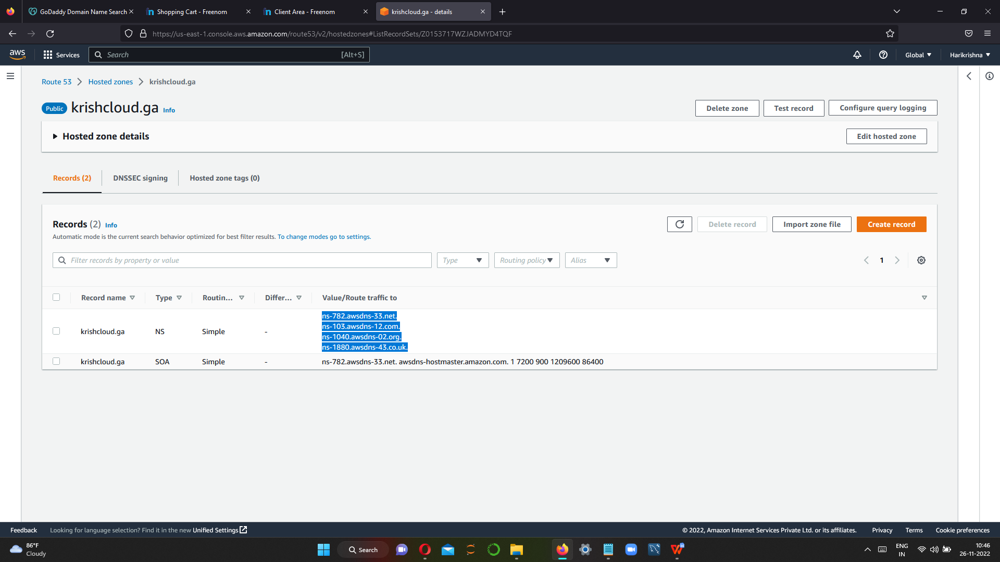 GoDaddy Domain Name Search
Shopping Cart - Freenom
Client Area - Freenom
krishcloud.ga - details
https://us-east-1.console.aws.amazon.com/route53/v2/hostedzones#ListRecordSets/Z0153717WZJADMYD4TQF
aws
Services
Search
[Alt+S]
Global
Harikrishna
Route 53
Hosted zones
krishcloud.ga
Public
krishcloud.ga
Info
Delete zone
Test record
Configure query logging
Hosted zone details
Edit hosted zone
Records (2)
DNSSEC signing
Hosted zone tags (0)
Records (2)
Info
Automatic mode is the current search behavior optimized for best filter results. To change modes go to settings.
Delete record
Import zone file
Create record
Filter records by property or value
Type
Routing policy
Alias
1
Record name
Type
Routin...
Differ...
Value/Route traffic to
krishcloud.ga
NS
Simple
-
ns-782.awsdns-33.net.
ns-103.awsdns-12.com.
ns-1040.awsdns-02.org.
ns-1880.awsdns-43.co.uk.
krishcloud.ga
SOA
Simple
-
ns-782.awsdns-33.net. awsdns-hostmaster.amazon.com. 1 7200 900 1209600 86400
Feedback
Looking for language selection? Find it in the new Unified Settings
© 2022, Amazon Internet Services Private Ltd. or its affiliates.
Privacy
Terms
Cookie preferences
86°F
Cloudy
Search
ENG
IN
10:46
26-11-2022